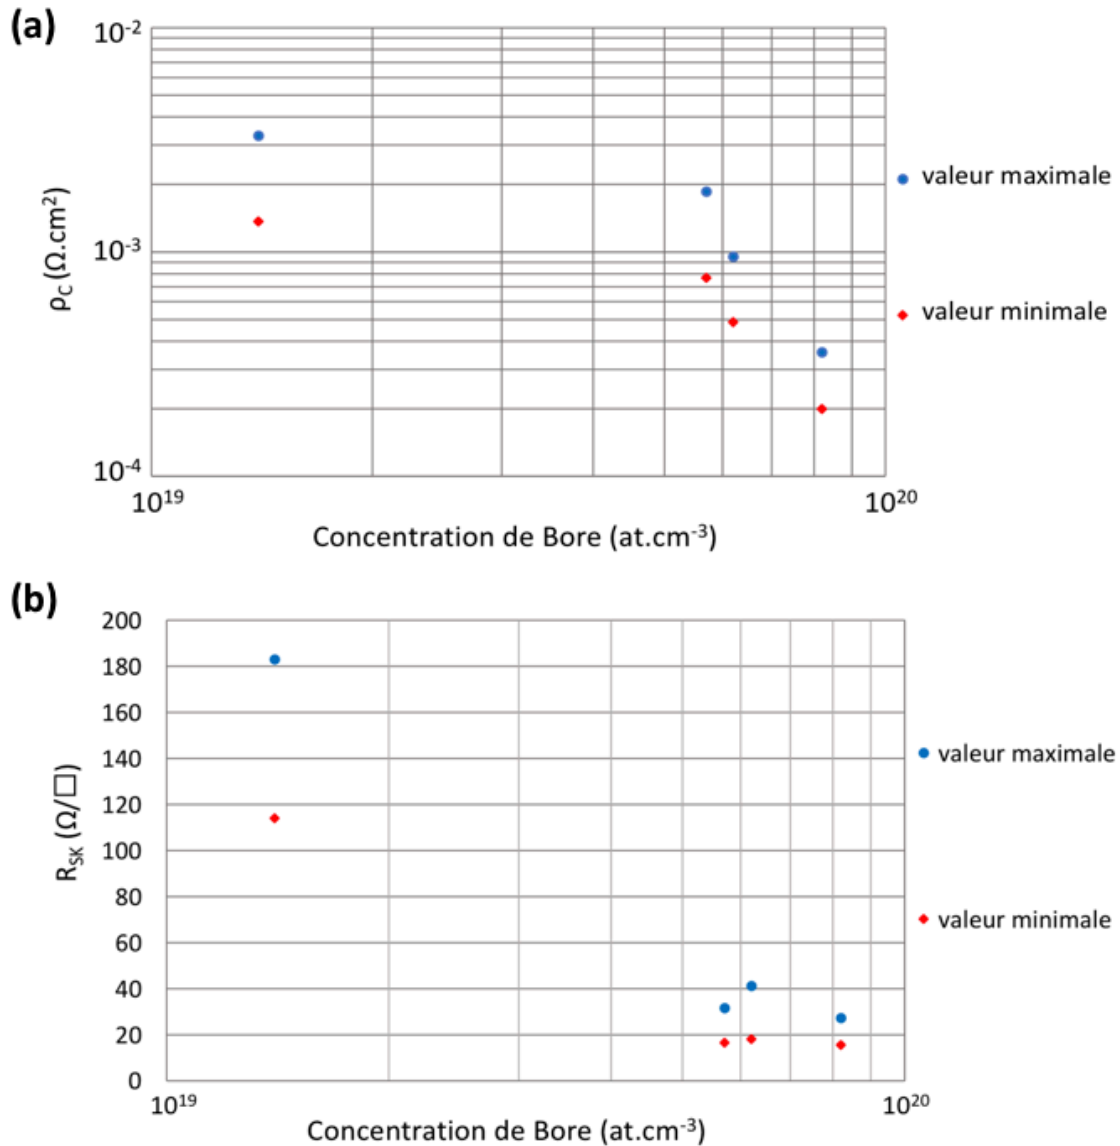 (a)
10⁻²
10⁻³
10⁻⁴
ρC (Ω.cm²)
10¹⁹
10²⁰
Concentration de Bore (at.cm⁻³)
valeur maximale
valeur minimale
(b)
200
180
160
140
120
100
80
60
40
20
0
RSK (Ω/□)
10¹⁹
10²⁰
Concentration de Bore (at.cm⁻³)
valeur maximale
valeur minimale